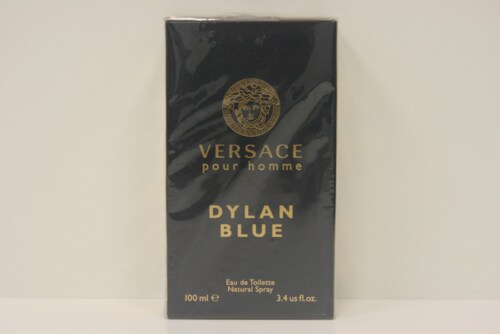 VERSACE
pour homme
DYLAN
BLUE
Eau de Toilette
Natural Spray
100 ml ℮ 3.4 us fl.oz.